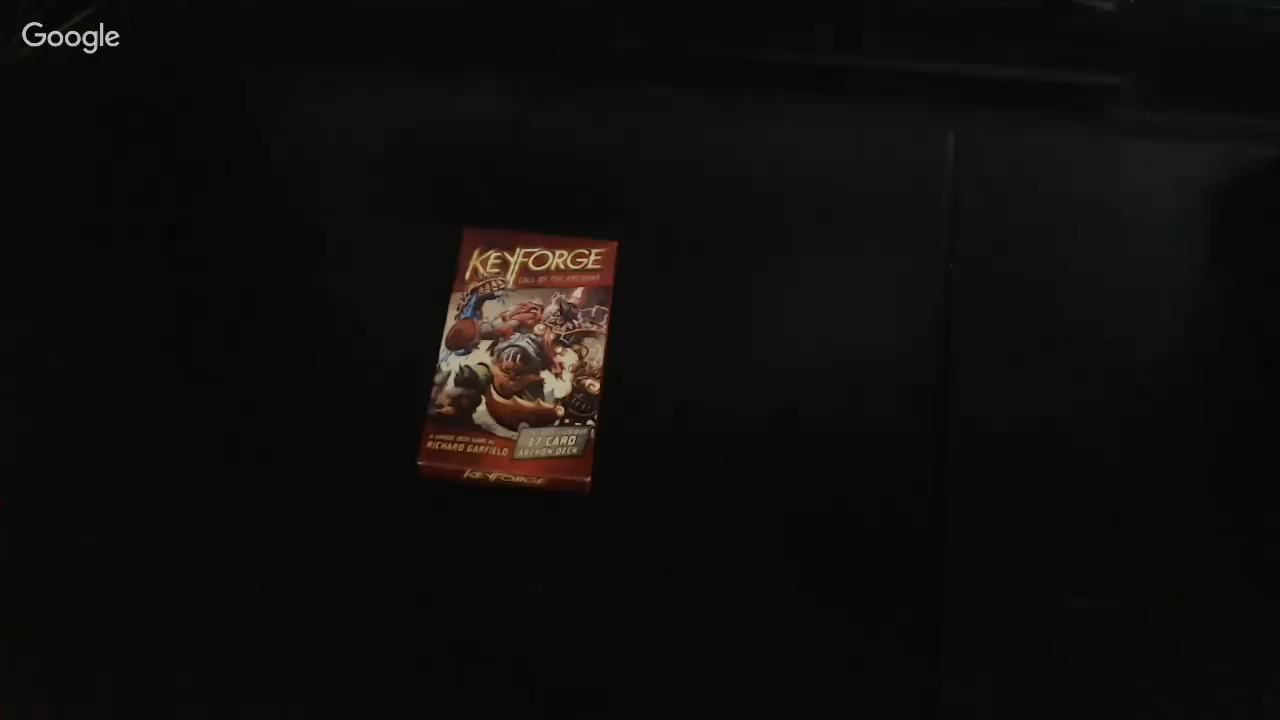 Google
KEYFORGE
CALL OF THE ARCHONS
A UNIQUE DECK GAME BY
RICHARD GARFIELD
37 CARD
ARCHON DECK
KEYFORGE